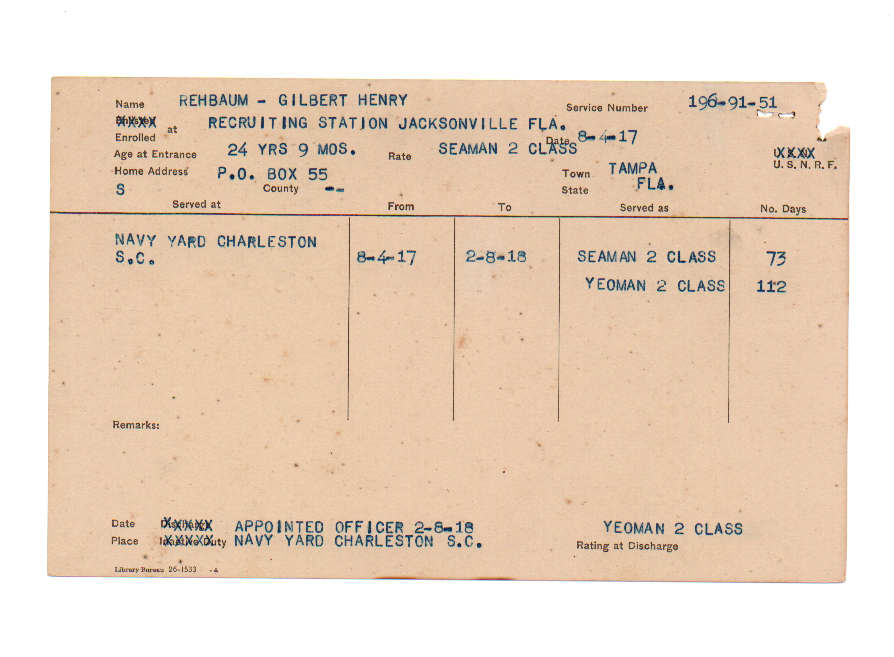 Name REHBAUM - GILBERT HENRY Service Number 196-91-51
Enrolled at RECRUITING STATION JACKSONVILLE FLA. Date 8-4-17
Age at Entrance 24 YRS 9 MOS. Rate SEAMAN 2 CLASS XXXX U. S. N. R. F.
Home Address P.O. BOX 55 Town TAMPA
S County -- State FLA.
Served at From To Served as No. Days
NAVY YARD CHARLESTON
S.C. 8-4-17 2-8-18 SEAMAN 2 CLASS 73
YEOMAN 2 CLASS 112
Remarks:
Date XXXXX APPOINTED OFFICER 2-8-18 YEOMAN 2 CLASS
Place Inactive Duty XXXXX NAVY YARD CHARLESTON S.C. Rating at Discharge
Library Bureau 26-1533